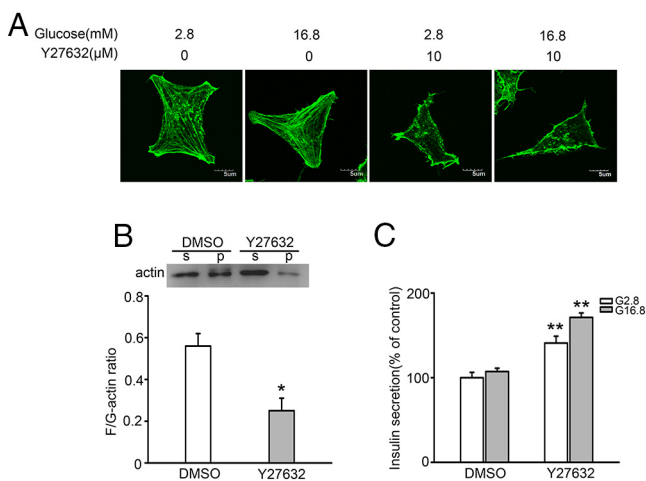 A
Glucose(mM) 2.8 16.8 2.8 16.8
Y27632(μM) 0 0 10 10
5um 5um 5um 5um
B
DMSO Y27632
s p s p
actin
0.8
0.6
0.4
0.2
0
F/G-actin ratio
*
DMSO Y27632
C
200
100
0
Insulin secretion(% of control)
** **
G2.8
G16.8
DMSO Y27632